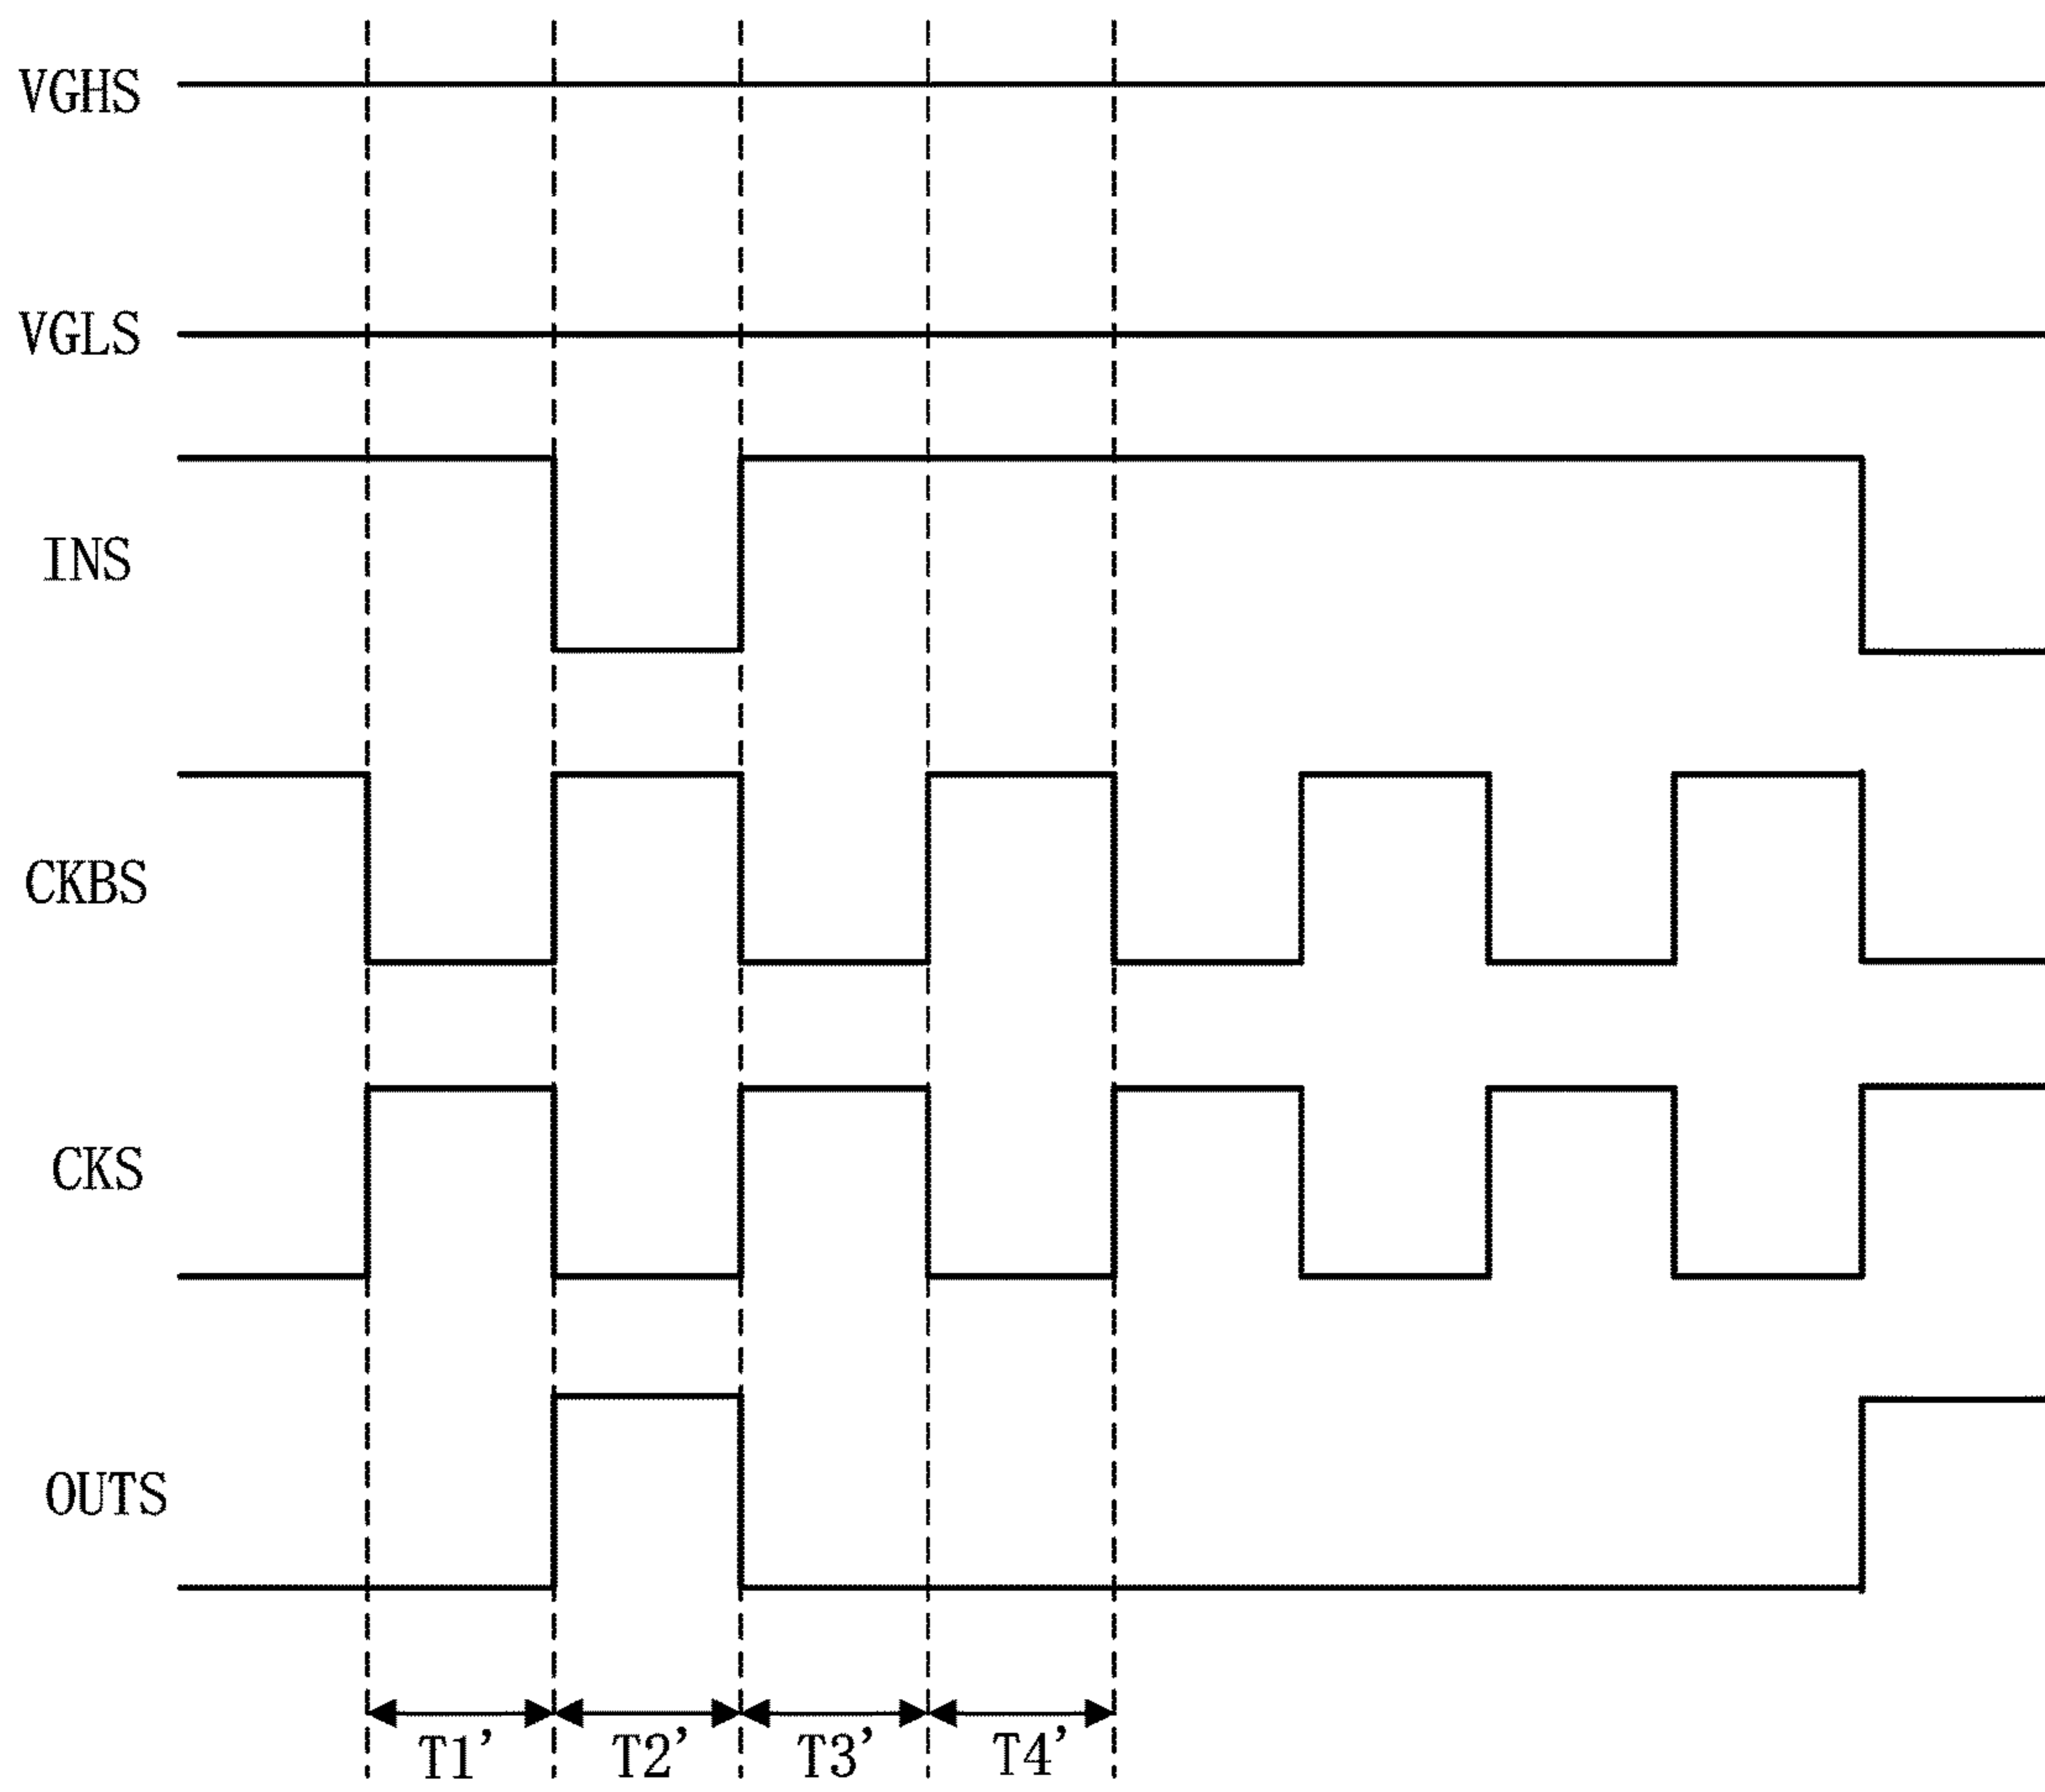 VGHS
VGLS
INS
CKBS
CKS
OUTS
T1’ T2’ T3’ T4’